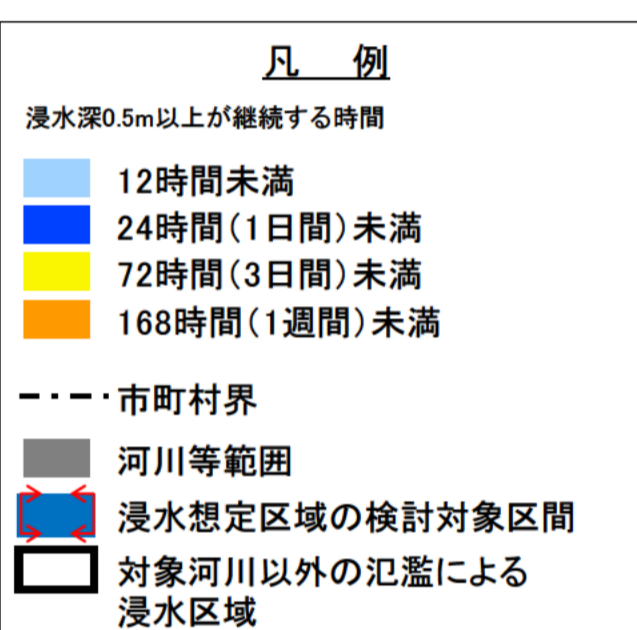 凡　例
浸水深0.5m以上が継続する時間
12時間未満
24時間(1日間)未満
72時間(3日間)未満
168時間(1週間)未満
市町村界
河川等範囲
浸水想定区域の検討対象区間
対象河川以外の氾濫による
浸水区域